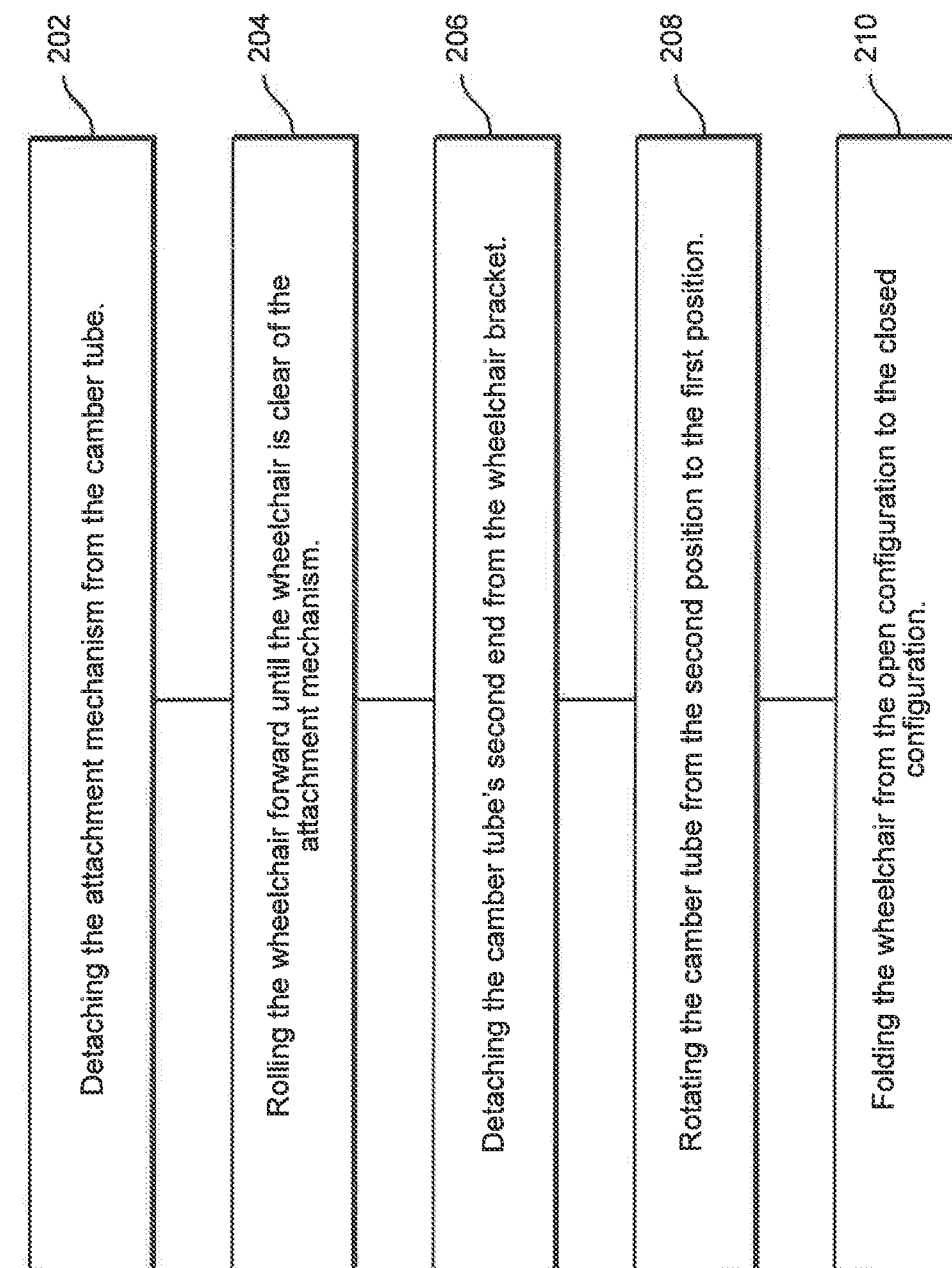 Detaching the attachment mechanism from the camber tube.
202
Rolling the wheelchair forward until the wheelchair is clear of the
attachment mechanism.
204
Detaching the camber tube's second end from the wheelchair bracket.
206
Rotating the camber tube from the second position to the first position.
208
Folding the wheelchair from the open configuration to the closed
configuration.
210